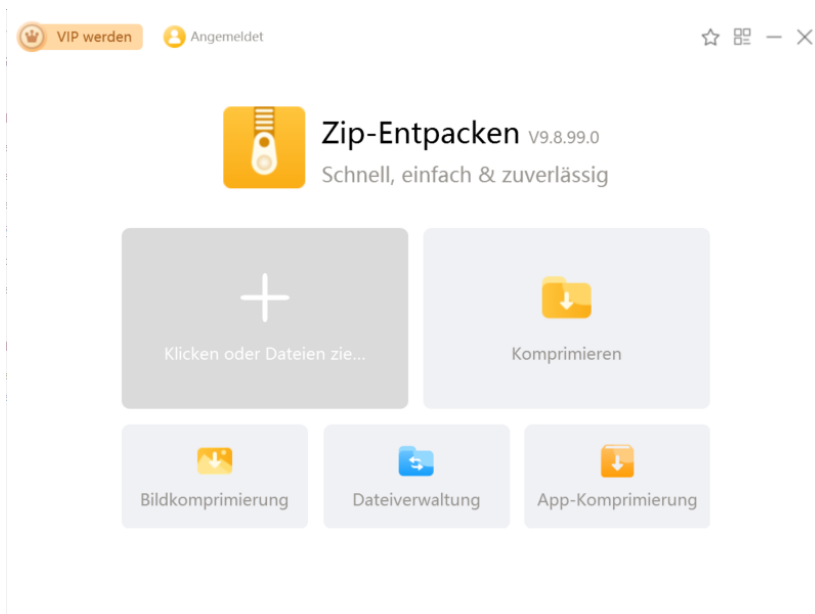 VIP werden
Angemeldet
Zip-Entpacken V9.8.99.0
Schnell, einfach & zuverlässig
Klicken oder Dateien zie...
Komprimieren
Bildkomprimierung
Dateiverwaltung
App-Komprimierung